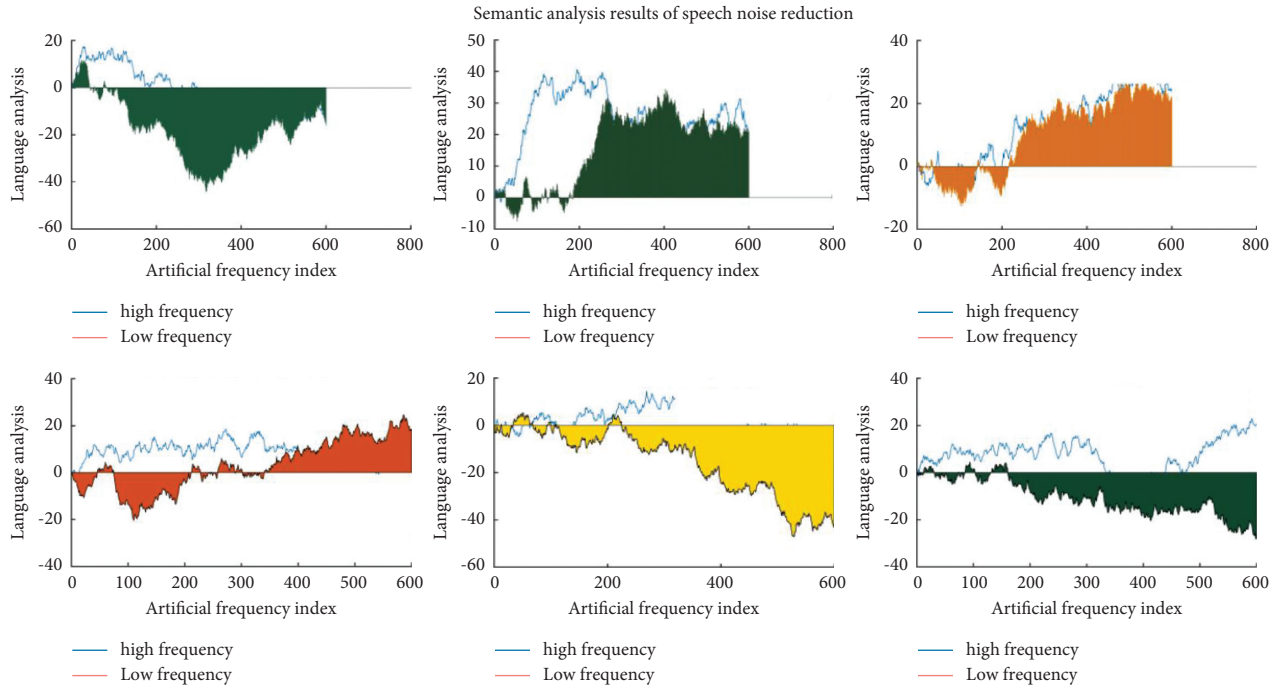 Semantic analysis results of speech noise reduction
Language analysis
20
0
-20
-40
-60
0 200 400 600 800
Artificial frequency index
high frequency
Low frequency
Language analysis
50
40
30
20
10
0
-10
0 200 400 600 800
Artificial frequency index
high frequency
Low frequency
Language analysis
40
20
0
-20
0 200 400 600 800
Artificial frequency index
high frequency
Low frequency
Language analysis
40
20
0
-20
-40
0 100 200 300 400 500 600
Artificial frequency index
high frequency
Low frequency
Language analysis
20
0
-20
-40
-60
0 200 400 600
Artificial frequency index
high frequency
Low frequency
Language analysis
40
20
0
-20
-40
0 100 200 300 400 500 600
Artificial frequency index
high frequency
Low frequency